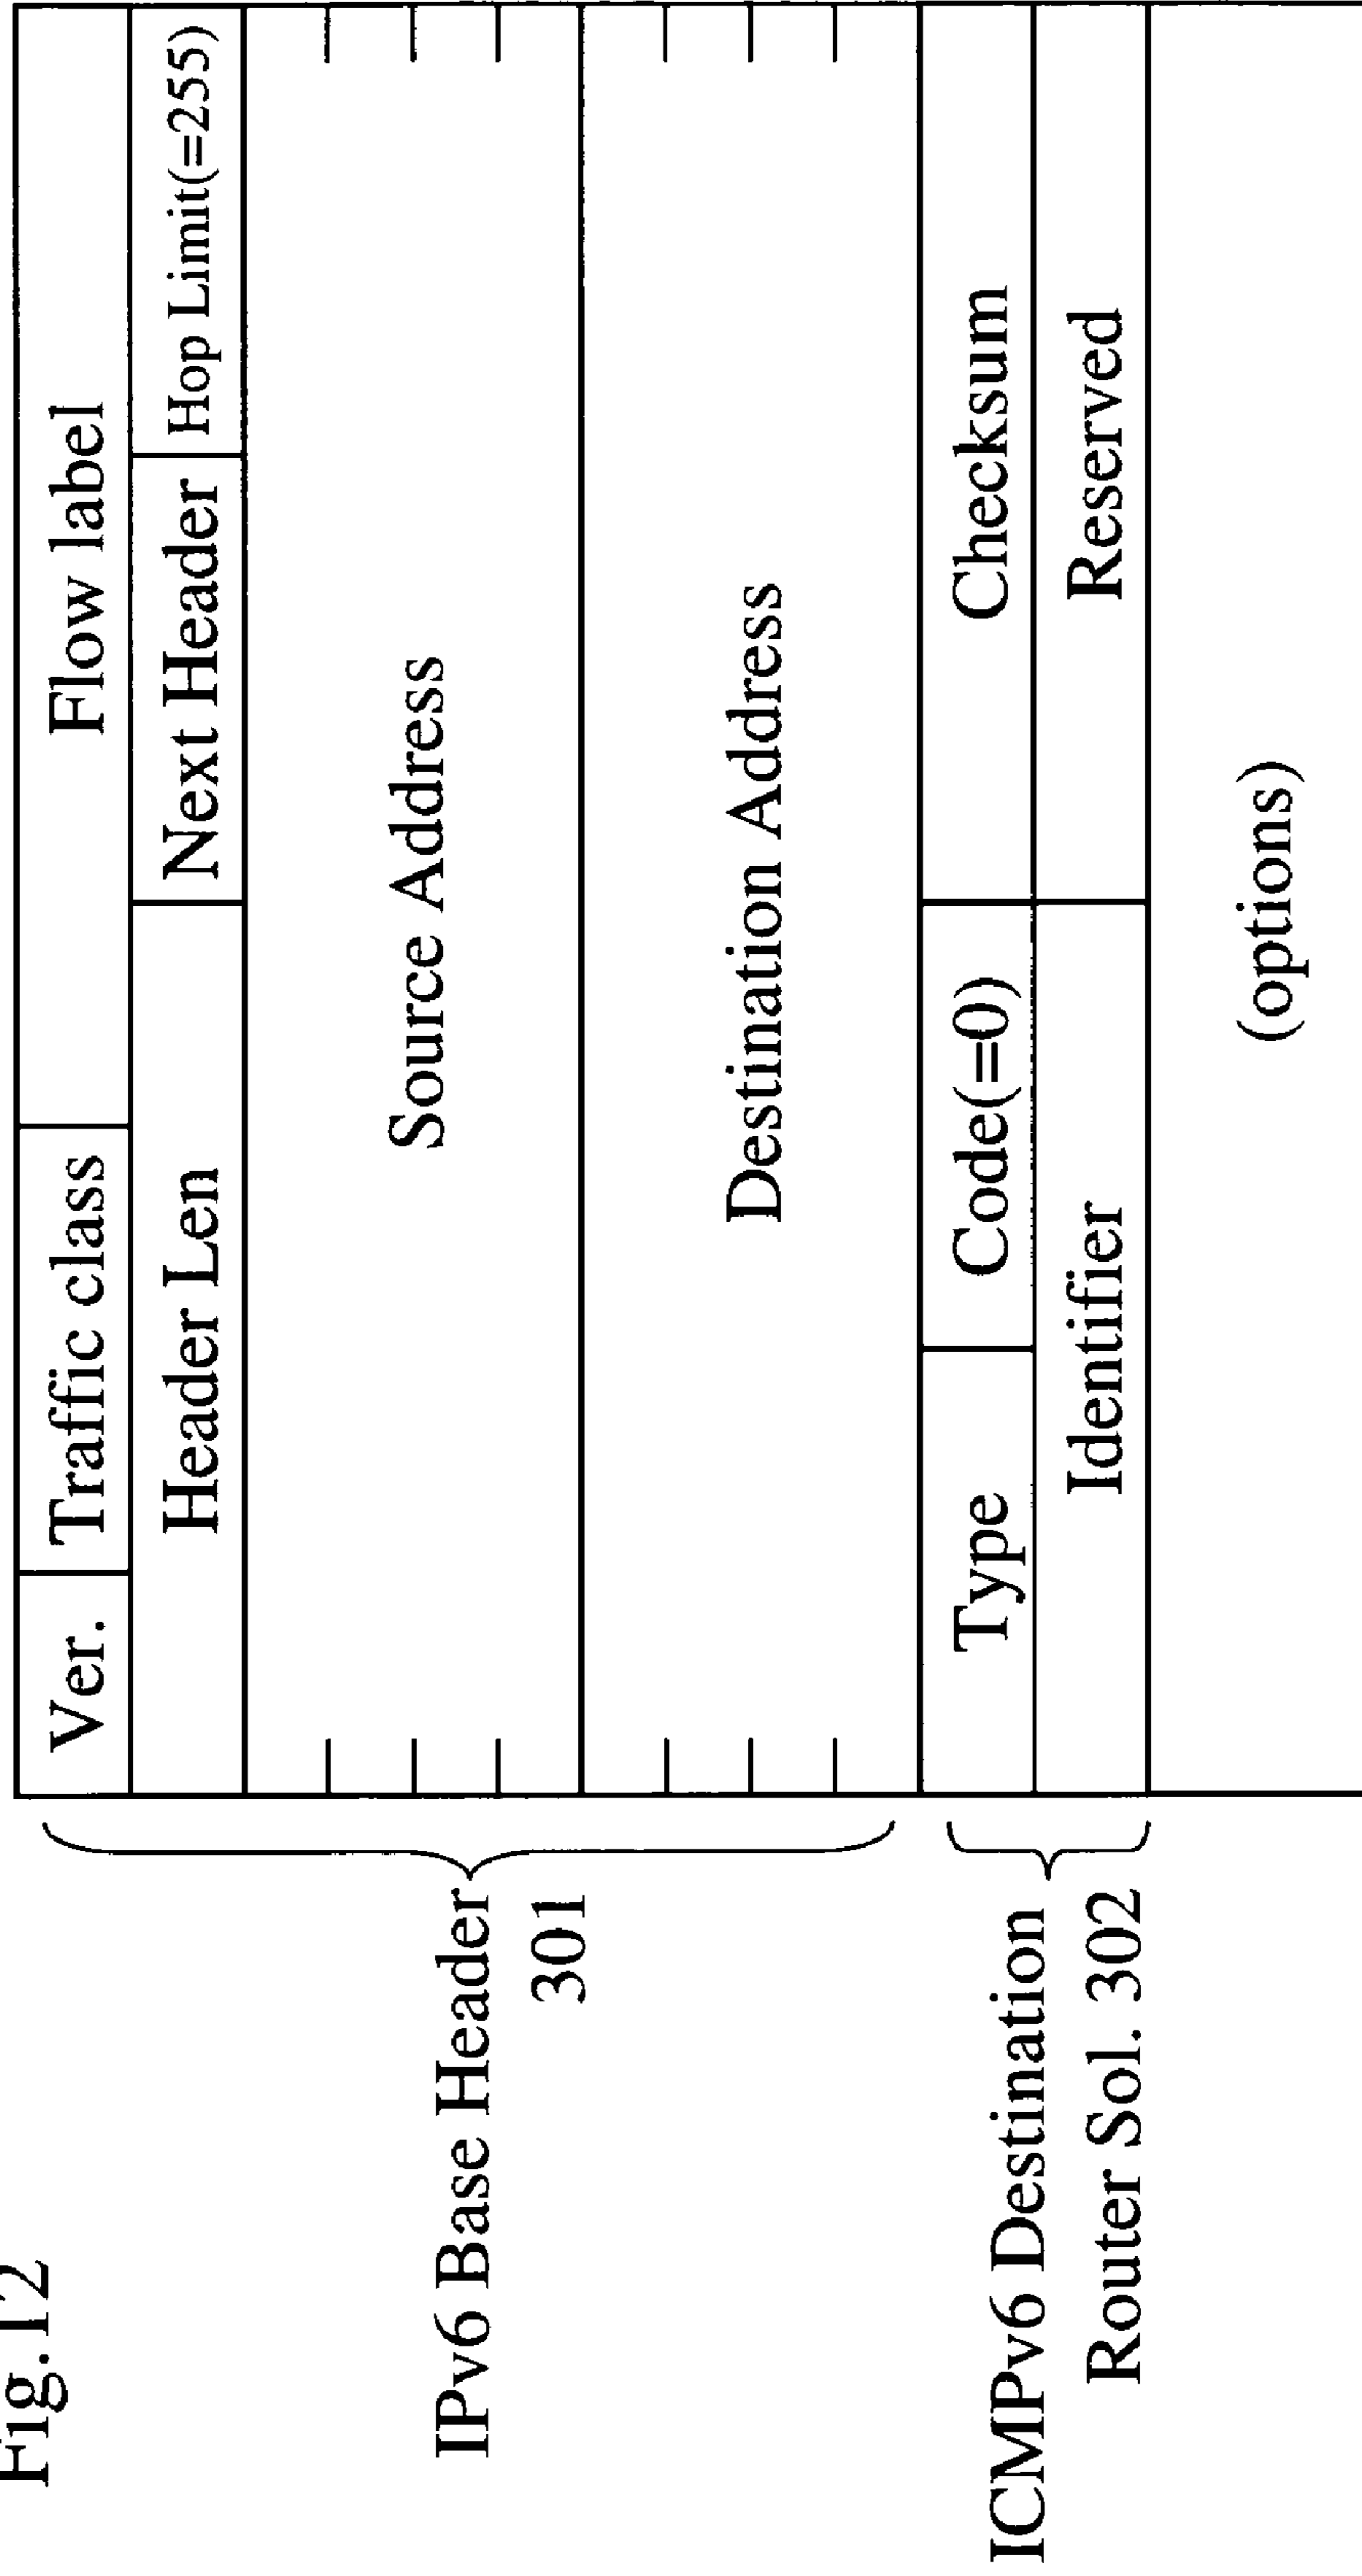 Fig.12
Ver.
Traffic class
Flow label
Header Len
Next Header
Hop Limit(=255)
IPv6 Base Header
301
Source Address
Destination Address
ICMPv6 Destination
Router Sol. 302
Type
Code(=0)
Checksum
Identifier
Reserved
(options)